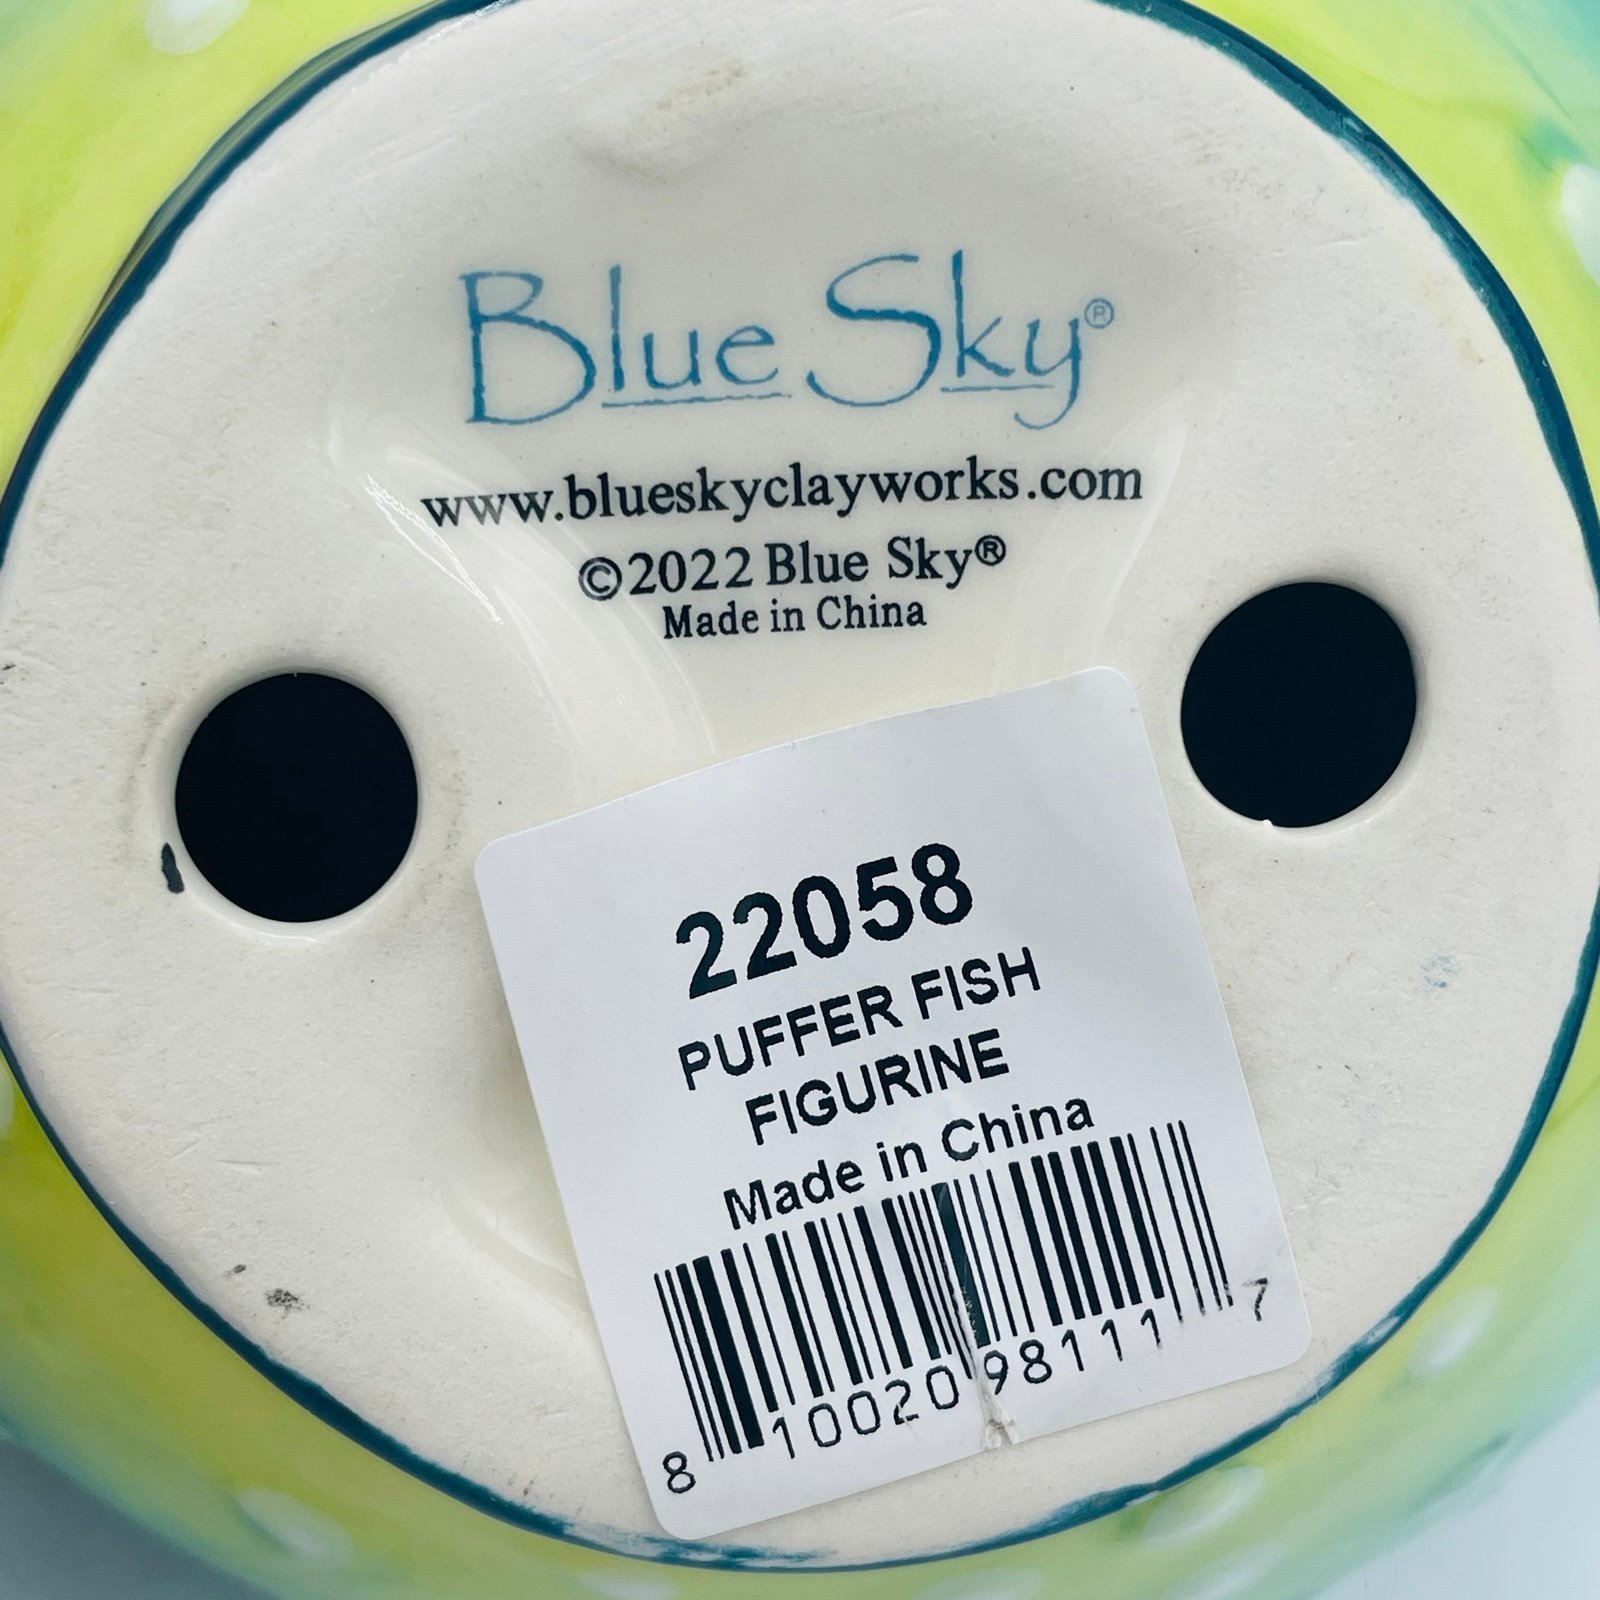 Blue Sky®
www.blueskyclayworks.com
©2022 Blue Sky®
Made in China
22058
PUFFER FISH
FIGURINE
Made in China
8 10020 98111 7